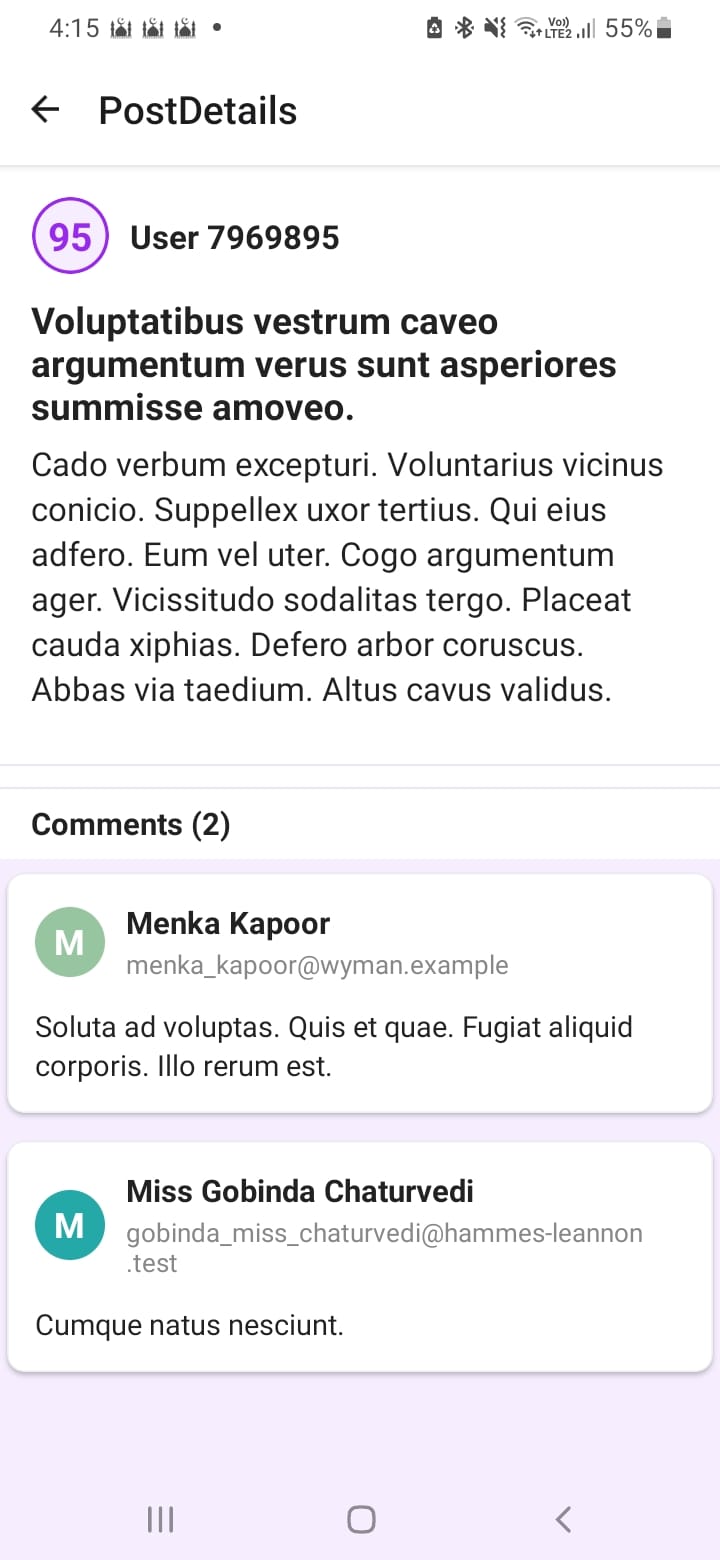 4:15
Vo))
LTE2
55%
PostDetails
95
User 7969895
Voluptatibus vestrum caveo
argumentum verus sunt asperiores
summisse amoveo.
Cado verbum excepturi. Voluntarius vicinus
conicio. Suppellex uxor tertius. Qui eius
adfero. Eum vel uter. Cogo argumentum
ager. Vicissitudo sodalitas tergo. Placeat
cauda xiphias. Defero arbor coruscus.
Abbas via taedium. Altus cavus validus.
Comments (2)
M
Menka Kapoor
menka_kapoor@wyman.example
Soluta ad voluptas. Quis et quae. Fugiat aliquid
corporis. Illo rerum est.
M
Miss Gobinda Chaturvedi
gobinda_miss_chaturvedi@hammes-leannon
.test
Cumque natus nesciunt.